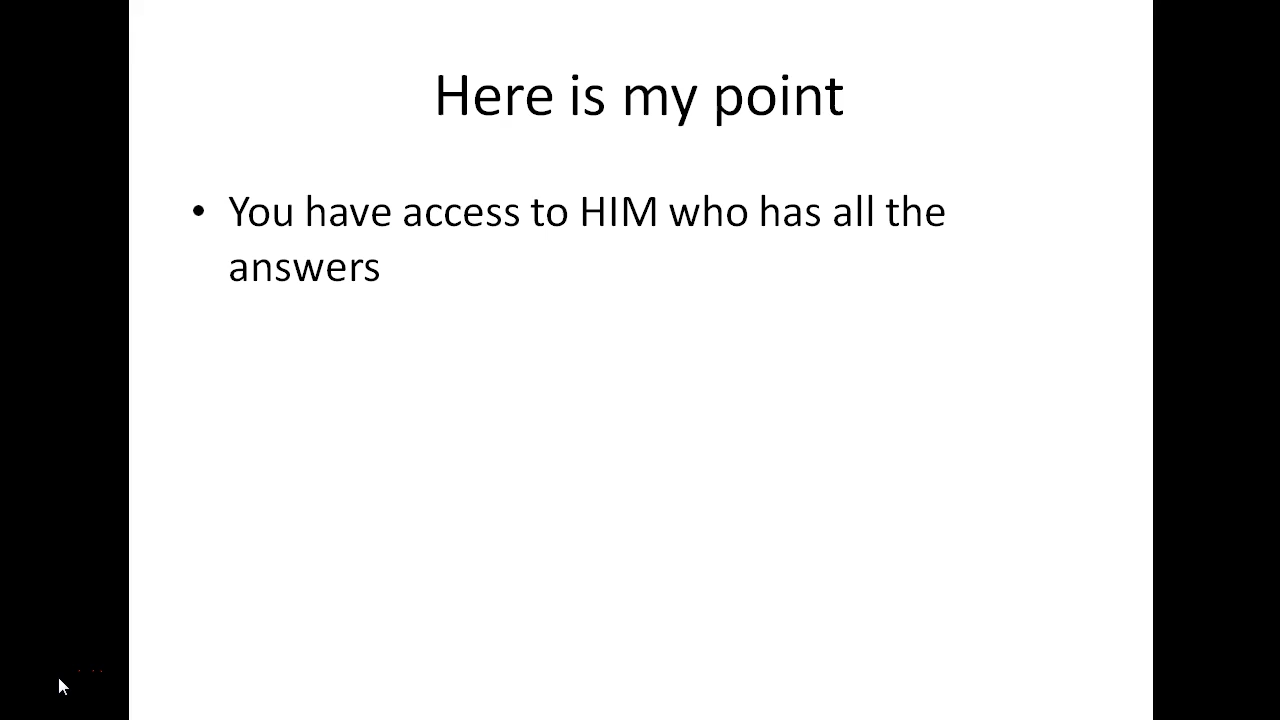 Here is my point
• You have access to HIM who has all the
answers